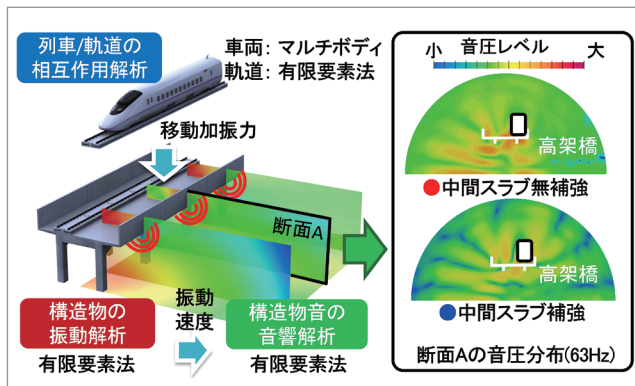 列車/軌道の
相互作用解析
車両: マルチボディ
軌道: 有限要素法
移動加振力
断面A
構造物の
振動解析
有限要素法
振動
速度
構造物音の
音響解析
有限要素法
音圧レベル
小
大
高架橋
●中間スラブ無補強
高架橋
●中間スラブ補強
断面Aの音圧分布(63Hz)